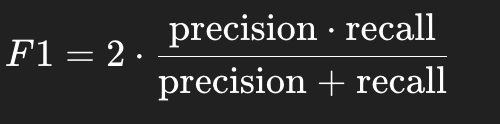 F1 = 2 · precision · recall / precision + recall